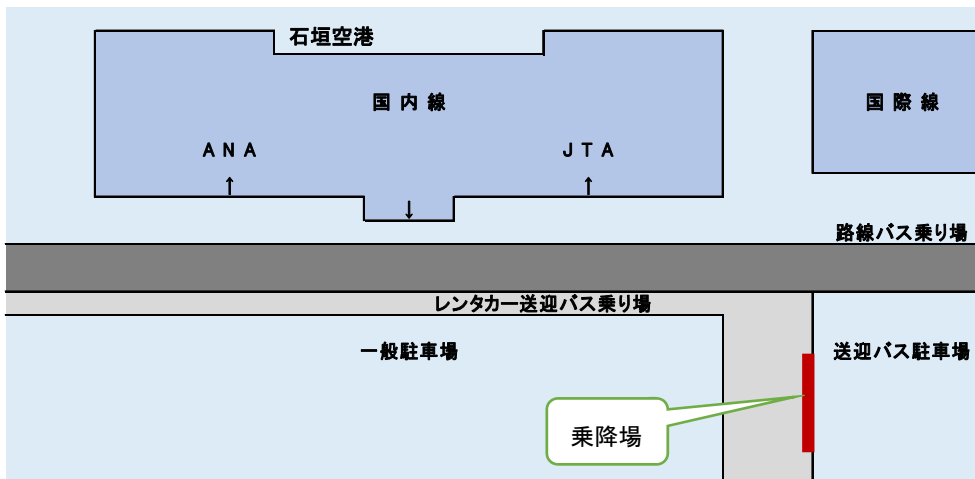 石垣空港
国内線
国際線
ANA
JTA
路線バス乗り場
レンタカー送迎バス乗り場
一般駐車場
送迎バス駐車場
乗降場